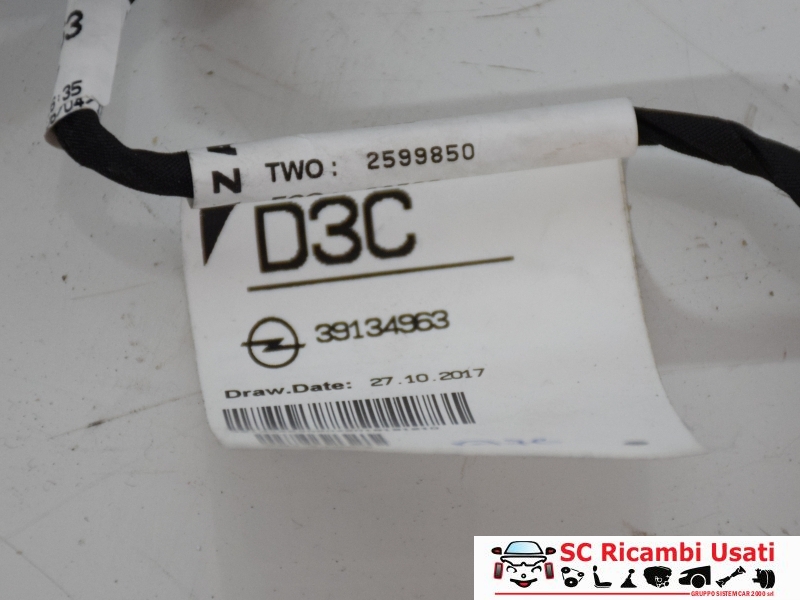 TWO: 2599850
N
D3C
39134963
Draw.Date: 27.10.2017
SC Ricambi Usati
GRUPPO SISTEMCAR 2000 srl